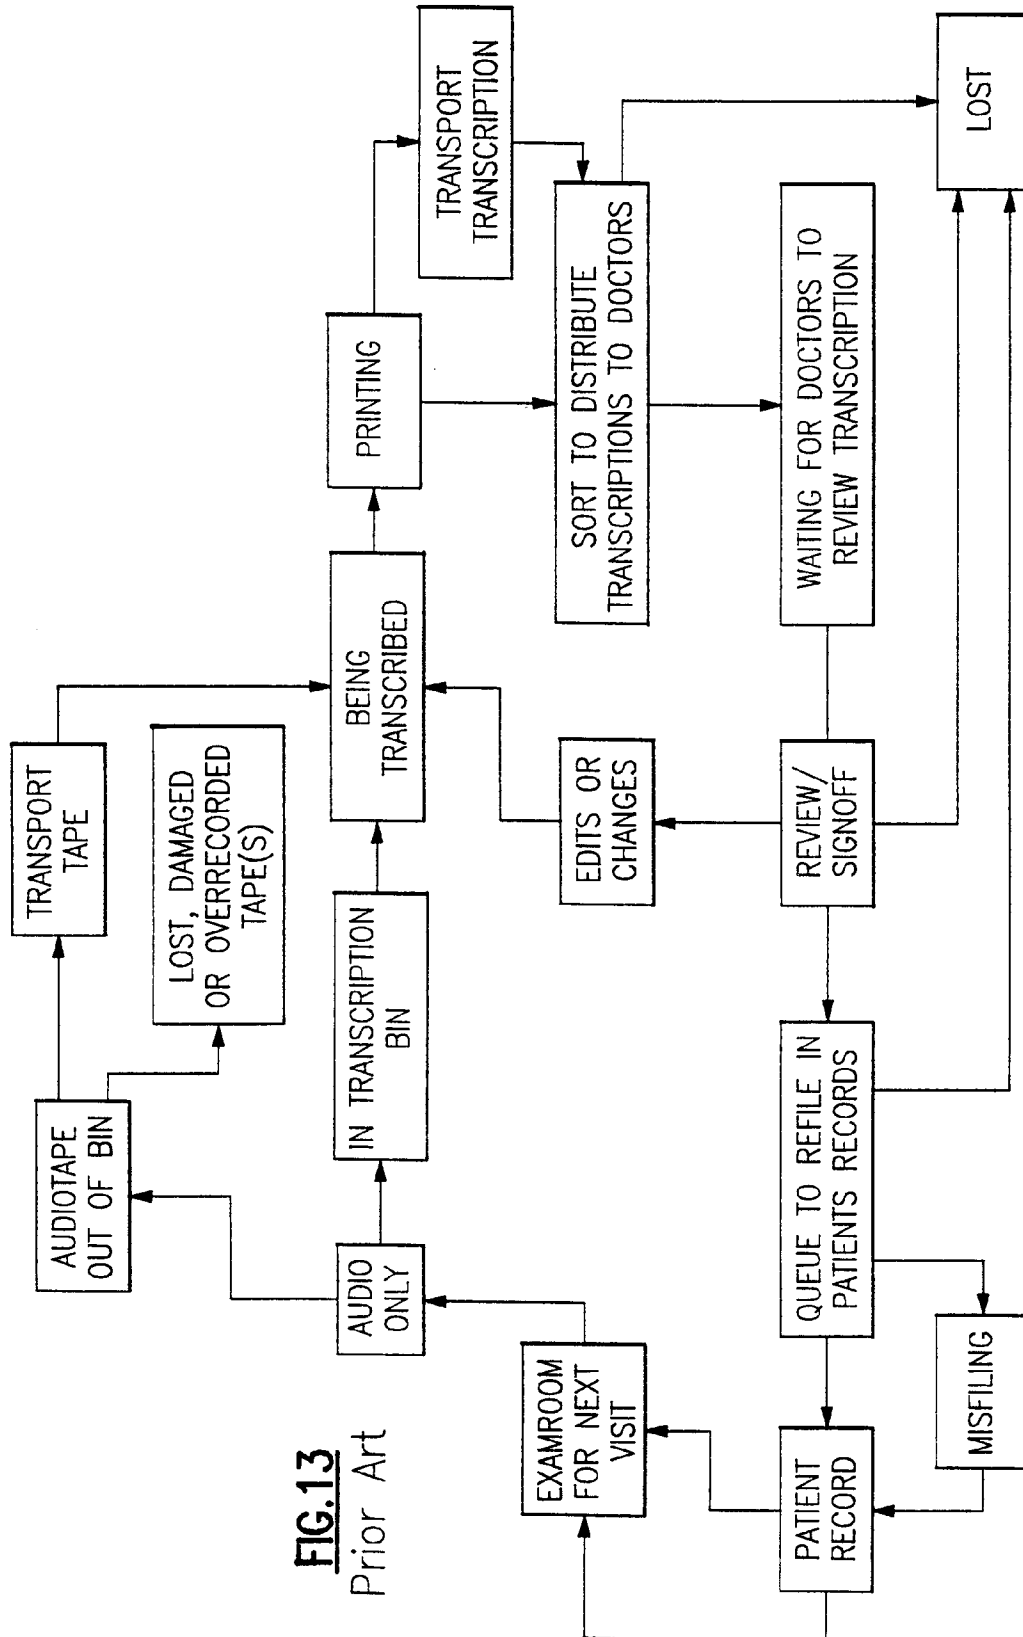 FIG.13
Prior Art
TRANSPORT
TAPE
AUDIOTAPE
OUT OF BIN
LOST, DAMAGED
OR OVERRECORDED
TAPE(S)
AUDIO
ONLY
IN TRANSCRIPTION
BIN
BEING
TRANSCRIBED
PRINTING
TRANSPORT
TRANSCRIPTION
EXAMROOM
FOR NEXT
VISIT
EDITS OR
CHANGES
SORT TO DISTRIBUTE
TRANSCRIPTIONS TO DOCTORS
PATIENT
RECORD
QUEUE TO REFILE IN
PATIENTS RECORDS
REVIEW/
SIGNOFF
WAITING FOR DOCTORS TO
REVIEW TRANSCRIPTION
MISFILING
LOST